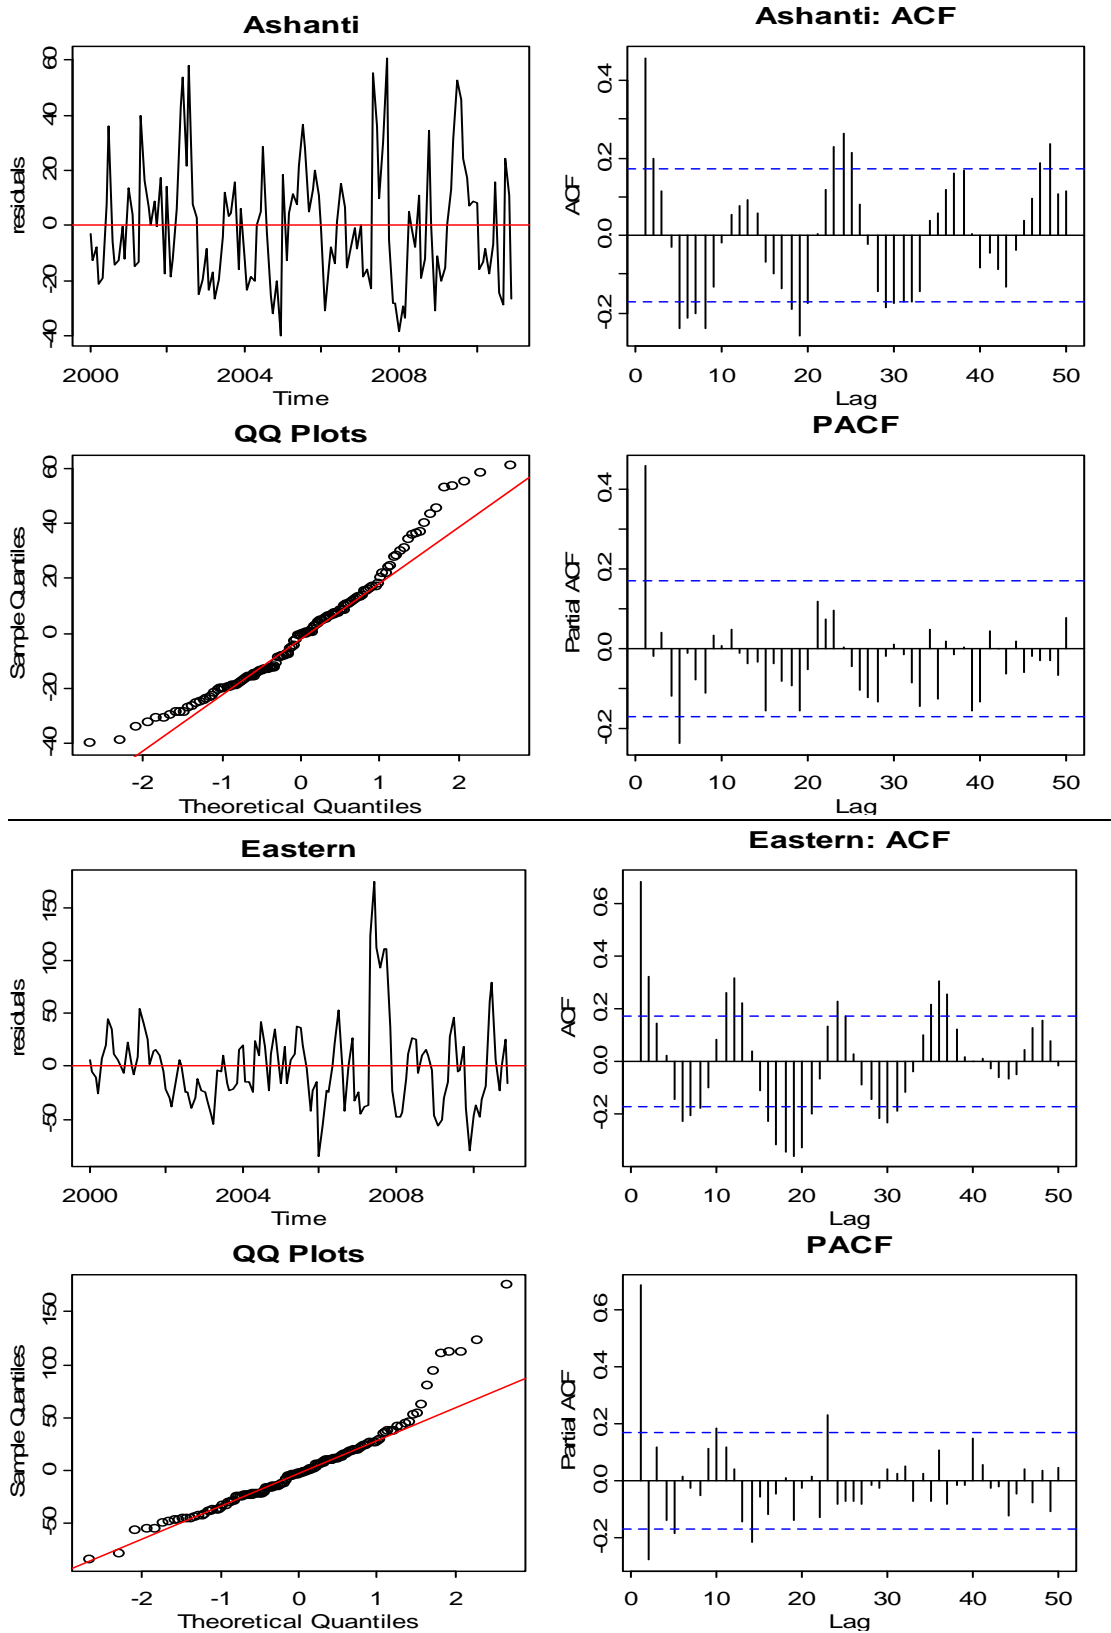 Ashanti
residuals
60
40
20
0
-20
-40
2000 2004 2008
Time
Ashanti: ACF
ACF
0.4
0.2
0.0
-0.2
0 10 20 30 40 50
Lag
QQ Plots
Sample Quantiles
60
40
20
0
-20
-40
-2 -1 0 1 2
Theoretical Quantiles
PACF
Partial ACF
0.4
0.2
0.0
-0.2
0 10 20 30 40 50
Lag
Eastern
residuals
150
100
50
0
-50
2000 2004 2008
Time
Eastern: ACF
ACF
0.6
0.4
0.2
0.0
-0.2
0 10 20 30 40 50
Lag
QQ Plots
Sample Quantiles
150
100
50
0
-50
-2 -1 0 1 2
Theoretical Quantiles
PACF
Partial ACF
0.6
0.4
0.2
0.0
-0.2
0 10 20 30 40 50
Lag